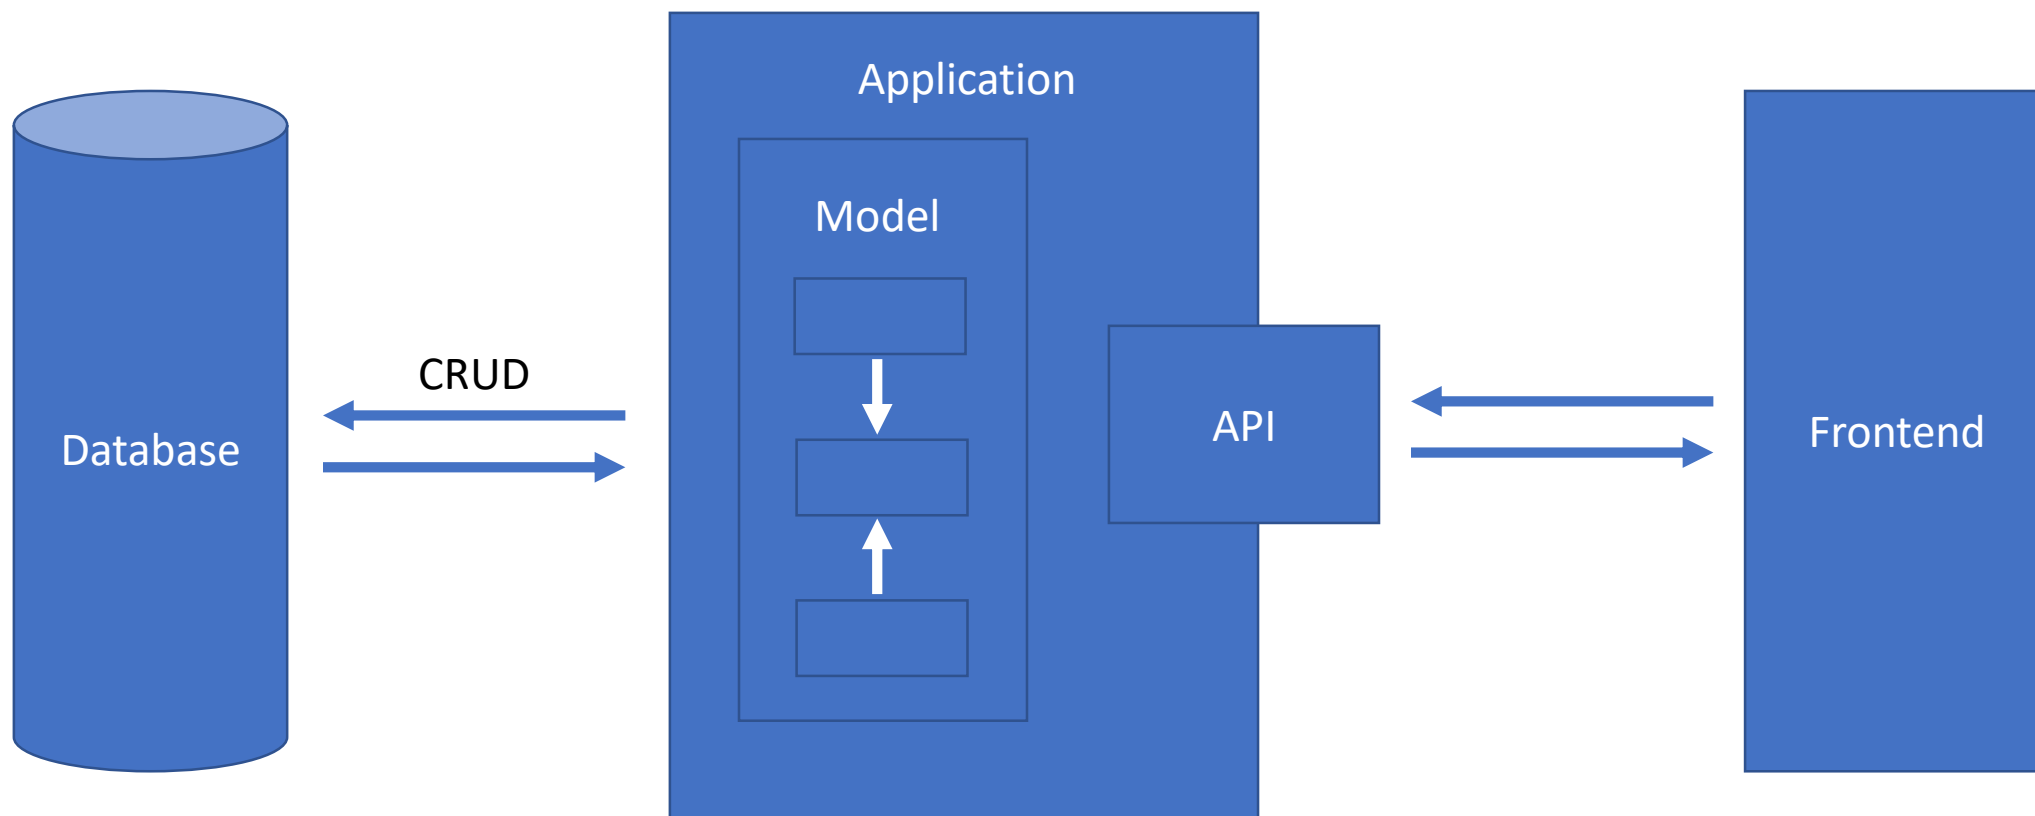 Application
Model
CRUD
Database
API
Frontend